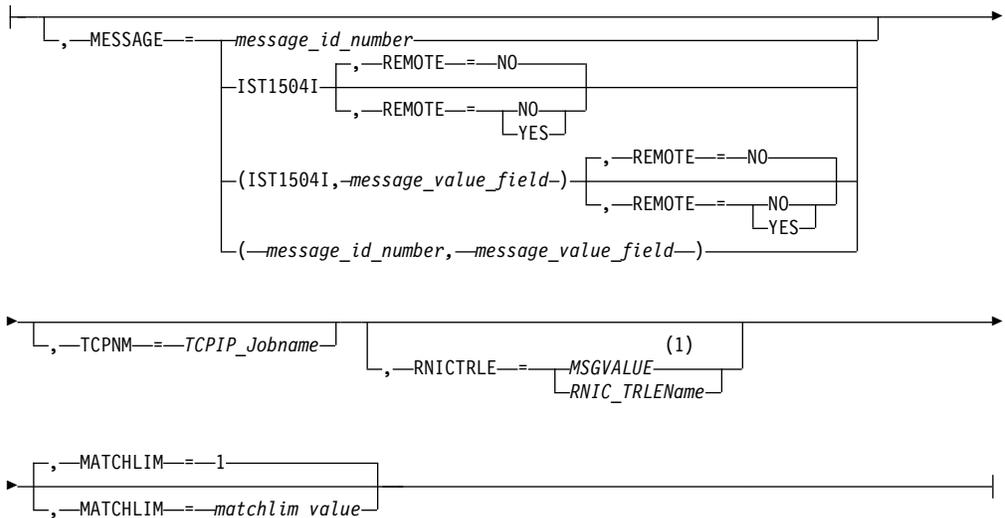 , MESSAGE = message_id_number
, REMOTE = NO
IST1504I
, REMOTE = NO
YES
, REMOTE = NO
(IST1504I, message_value_field )
, REMOTE = NO
YES
( message_id_number, message_value_field )
, TCPNM = TCPIP_Jobname
(1)
, RNICTRLE = MSGVALUE
RNIC_TRLEName
, MATCHLIM = 1
, MATCHLIM = matchlim value